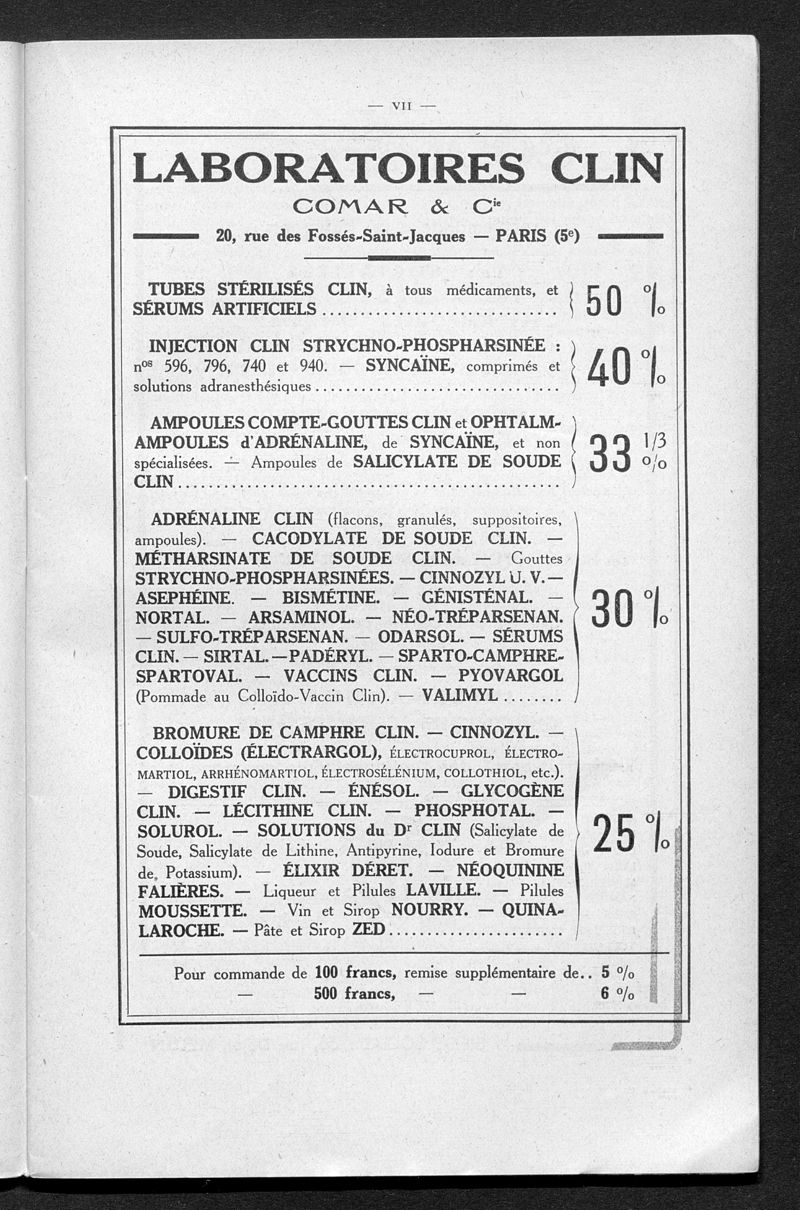 — VII —
LABORATOIRES CLIN
COMAR & Cie
20, rue des Fossés-Saint-Jacques — PARIS (5e)
TUBES STÉRILISÉS CLIN, à tous médicaments, et
SÉRUMS ARTIFICIELS ............................... 50 %
INJECTION CLIN STRYCHNO-PHOSPHARSINÉE :
nos 596, 796, 740 et 940. — SYNCAÏNE, comprimés et
solutions adranesthésiques ................................ 40 %
AMPOULES COMPTE-GOUTTES CLIN et OPHTALM-
AMPOULES d'ADRÉNALINE, de SYNCAÏNE, et non
spécialisées. — Ampoules de SALICYLATE DE SOUDE
CLIN .................................................. 33 1/3 %
ADRÉNALINE CLIN (flacons, granulés, suppositoires,
ampoules). — CACODYLATE DE SOUDE CLIN. —
MÉTHARSINATE DE SOUDE CLIN. — Gouttes
STRYCHNO-PHOSPHARSINÉES. — CINNOZYL U. V. —
ASEPHÉINE. — BISMÉTINE. — GÉNISTÉNAL. —
NORTAL. — ARSAMINOL. — NÉO-TRÉPARSENAN.
— SULFO-TRÉPARSENAN. — ODARSOL. — SÉRUMS
CLIN. — SIRTAL. — PADÉRYL. — SPARTO-CAMPHRE-
SPARTOVAL. — VACCINS CLIN. — PYOVARGOL
(Pommade au Colloïdo-Vaccin Clin). — VALIMYL ........ 30 %
BROMURE DE CAMPHRE CLIN. — CINNOZYL. —
COLLOÏDES (ÉLECTRARGOL), ÉLECTROCUPROL, ÉLECTRO-
MARTIOL, ARRHÉNOMARTIOL, ÉLECTROSÉLÉNIUM, COLLOTHIOL, etc.).
— DIGESTIF CLIN. — ÉNÉSOL. — GLYCOGÈNE
CLIN. — LÉCITHINE CLIN. — PHOSPHOTAL. —
SOLUROL. — SOLUTIONS du Dr CLIN (Salicylate de
Soude, Salicylate de Lithine, Antipyrine, Iodure et Bromure
de Potassium). — ÉLIXIR DÉRET. — NÉOQUININE
FALIÈRES. — Liqueur et Pilules LAVILLE. — Pilules
MOUSSETTE. — Vin et Sirop NOURRY. — QUINA-
LAROCHE. — Pâte et Sirop ZED ....................... 25 %
Pour commande de 100 francs, remise supplémentaire de.. 5 %
— 500 francs, — — 6 %